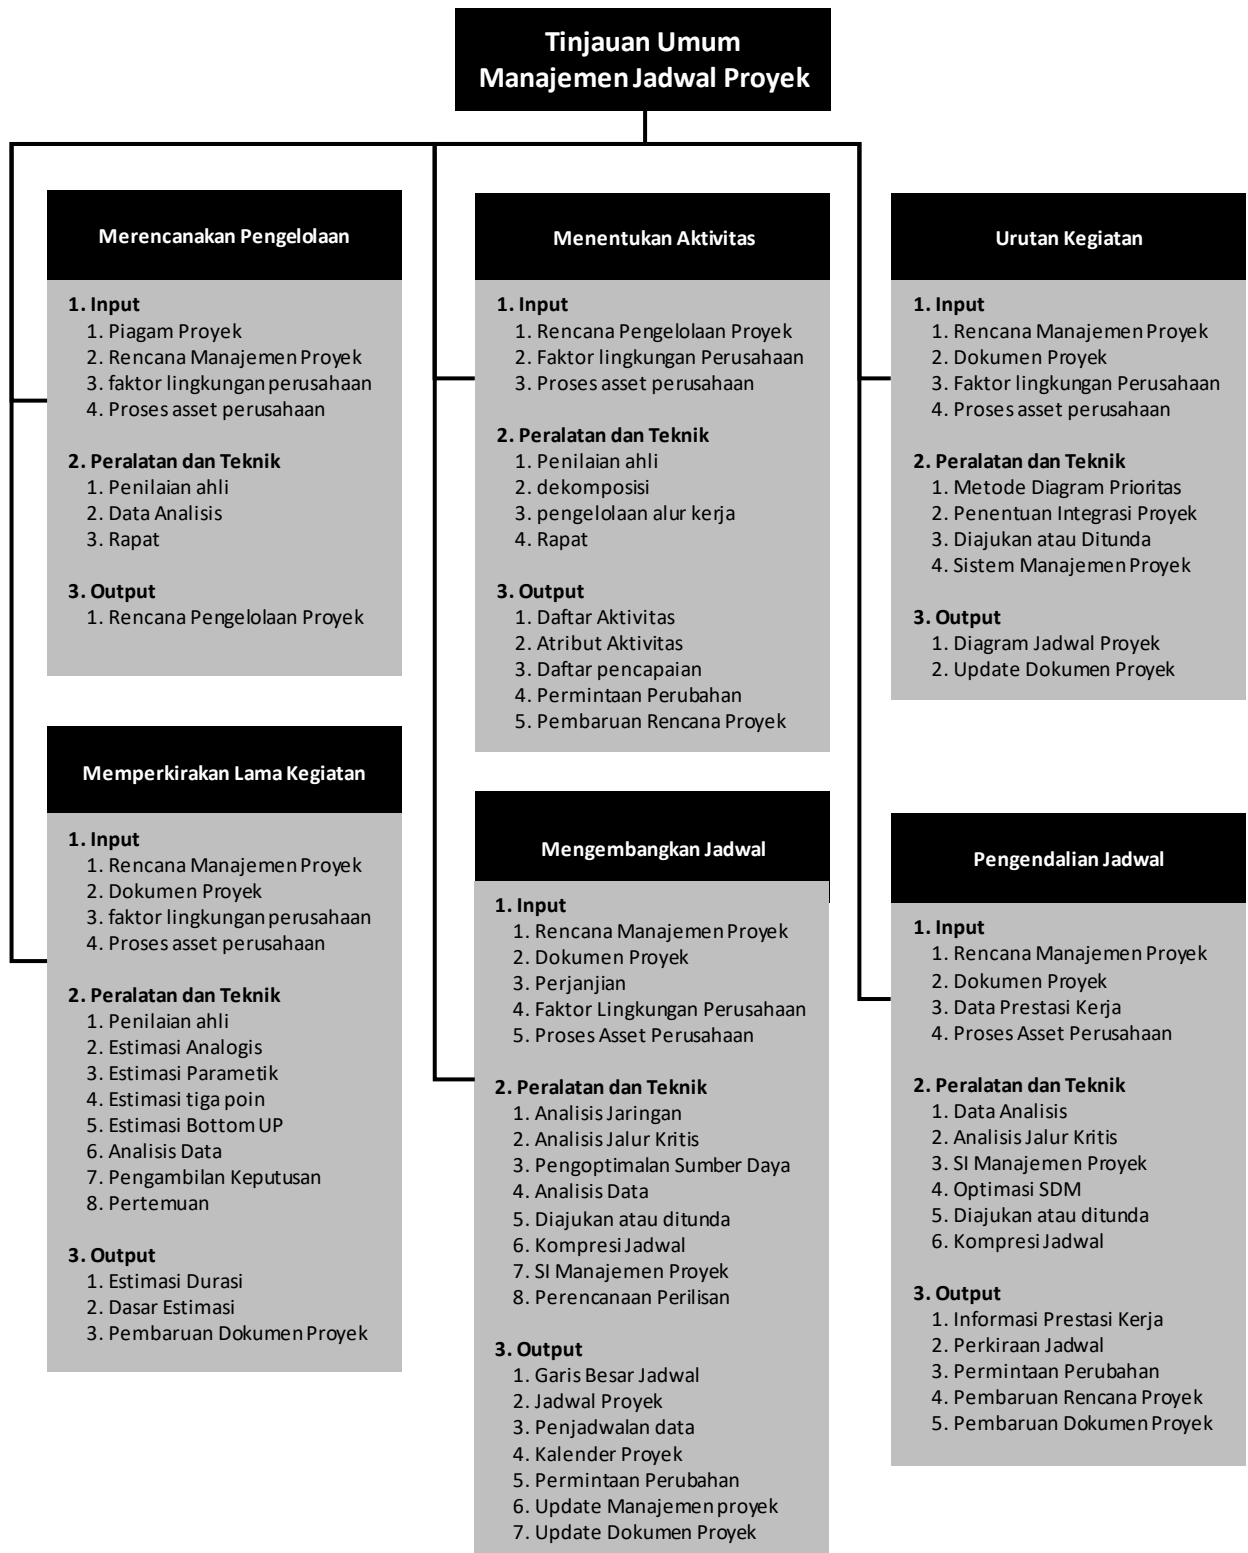 Tinjauan Umum
Manajemen Jadwal Proyek
Merencanakan Pengelolaan
1. Input
1. Piagam Proyek
2. Rencana Manajemen Proyek
3. faktor lingkungan perusahaan
4. Proses asset perusahaan
2. Peralatan dan Teknik
1. Penilaian ahli
2. Data Analisis
3. Rapat
3. Output
1. Rencana Pengelolaan Proyek
Menentukan Aktivitas
1. Input
1. Rencana Pengelolaan Proyek
2. Faktor lingkungan Perusahaan
3. Proses asset perusahaan
2. Peralatan dan Teknik
1. Penilaian ahli
2. dekomposisi
3. pengelolaan alur kerja
4. Rapat
3. Output
1. Daftar Aktivitas
2. Atribut Aktivitas
3. Daftar pencapaian
4. Permintaan Perubahan
5. Pembaruan Rencana Proyek
Urutan Kegiatan
1. Input
1. Rencana Manajemen Proyek
2. Dokumen Proyek
3. Faktor lingkungan Perusahaan
4. Proses asset perusahaan
2. Peralatan dan Teknik
1. Metode Diagram Prioritas
2. Penentuan Integrasi Proyek
3. Diajukan atau Ditunda
4. Sistem Manajemen Proyek
3. Output
1. Diagram Jadwal Proyek
2. Update Dokumen Proyek
Memperkirakan Lama Kegiatan
1. Input
1. Rencana Manajemen Proyek
2. Dokumen Proyek
3. faktor lingkungan perusahaan
4. Proses asset perusahaan
2. Peralatan dan Teknik
1. Penilaian ahli
2. Estimasi Analogis
3. Estimasi Parametik
4. Estimasi tiga poin
5. Estimasi Bottom UP
6. Analisis Data
7. Pengambilan Keputusan
8. Pertemuan
3. Output
1. Estimasi Durasi
2. Dasar Estimasi
3. Pembaruan Dokumen Proyek
Mengembangkan Jadwal
1. Input
1. Rencana Manajemen Proyek
2. Dokumen Proyek
3. Perjanjian
4. Faktor Lingkungan Perusahaan
5. Proses Asset Perusahaan
2. Peralatan dan Teknik
1. Analisis Jaringan
2. Analisis Jalur Kritis
3. Pengoptimalan Sumber Daya
4. Analisis Data
5. Diajukan atau ditunda
6. Kompresi Jadwal
7. SI Manajemen Proyek
8. Perencanaan Perilisan
3. Output
1. Garis Besar Jadwal
2. Jadwal Proyek
3. Penjadwalan data
4. Kalender Proyek
5. Permintaan Perubahan
6. Update Manajemen proyek
7. Update Dokumen Proyek
Pengendalian Jadwal
1. Input
1. Rencana Manajemen Proyek
2. Dokumen Proyek
3. Data Prestasi Kerja
4. Proses Asset Perusahaan
2. Peralatan dan Teknik
1. Data Analisis
2. Analisis Jalur Kritis
3. SI Manajemen Proyek
4. Optimasi SDM
5. Diajukan atau ditunda
6. Kompresi Jadwal
3. Output
1. Informasi Prestasi Kerja
2. Perkiraan Jadwal
3. Permintaan Perubahan
4. Pembaruan Rencana Proyek
5. Pembaruan Dokumen Proyek